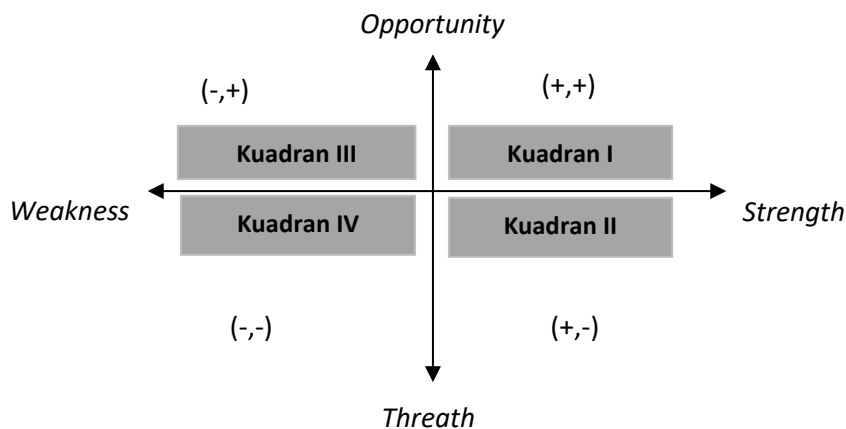 Opportunity
(-,+)
(+,+)
Kuadran III
Kuadran I
Weakness
Strength
Kuadran IV
Kuadran II
(-,-)
(+,-)
Threath